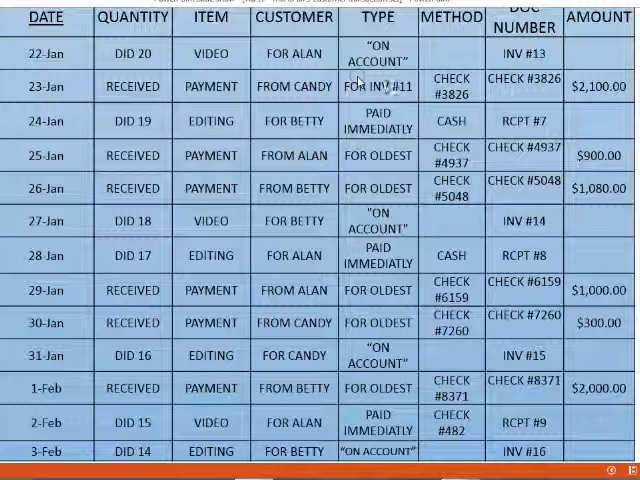 DATE QUANTITY ITEM CUSTOMER TYPE METHOD DOC NUMBER AMOUNT
22-Jan DID 20 VIDEO FOR ALAN "ON ACCOUNT" INV #13
23-Jan RECEIVED PAYMENT FROM CANDY FOR INV #11 CHECK #3826 CHECK #3826 $2,100.00
24-Jan DID 19 EDITING FOR BETTY PAID IMMEDIATLY CASH RCPT #7
25-Jan RECEIVED PAYMENT FROM ALAN FOR OLDEST CHECK #4937 CHECK #4937 $900.00
26-Jan RECEIVED PAYMENT FROM BETTY FOR OLDEST CHECK #5048 CHECK #5048 $1,080.00
27-Jan DID 18 VIDEO FOR BETTY "ON ACCOUNT" INV #14
28-Jan DID 17 EDITING FOR ALAN PAID IMMEDIATLY CASH RCPT #8
29-Jan RECEIVED PAYMENT FROM ALAN FOR OLDEST CHECK #6159 CHECK #6159 $1,000.00
30-Jan RECEIVED PAYMENT FROM CANDY FOR OLDEST CHECK #7260 CHECK #7260 $300.00
31-Jan DID 16 EDITING FOR CANDY "ON ACCOUNT" INV #15
1-Feb RECEIVED PAYMENT FROM BETTY FOR OLDEST CHECK #8371 CHECK #8371 $2,000.00
2-Feb DID 15 VIDEO FOR ALAN PAID IMMEDIATLY CHECK #482 RCPT #9
3-Feb DID 14 EDITING FOR BETTY "ON ACCOUNT" INV #16